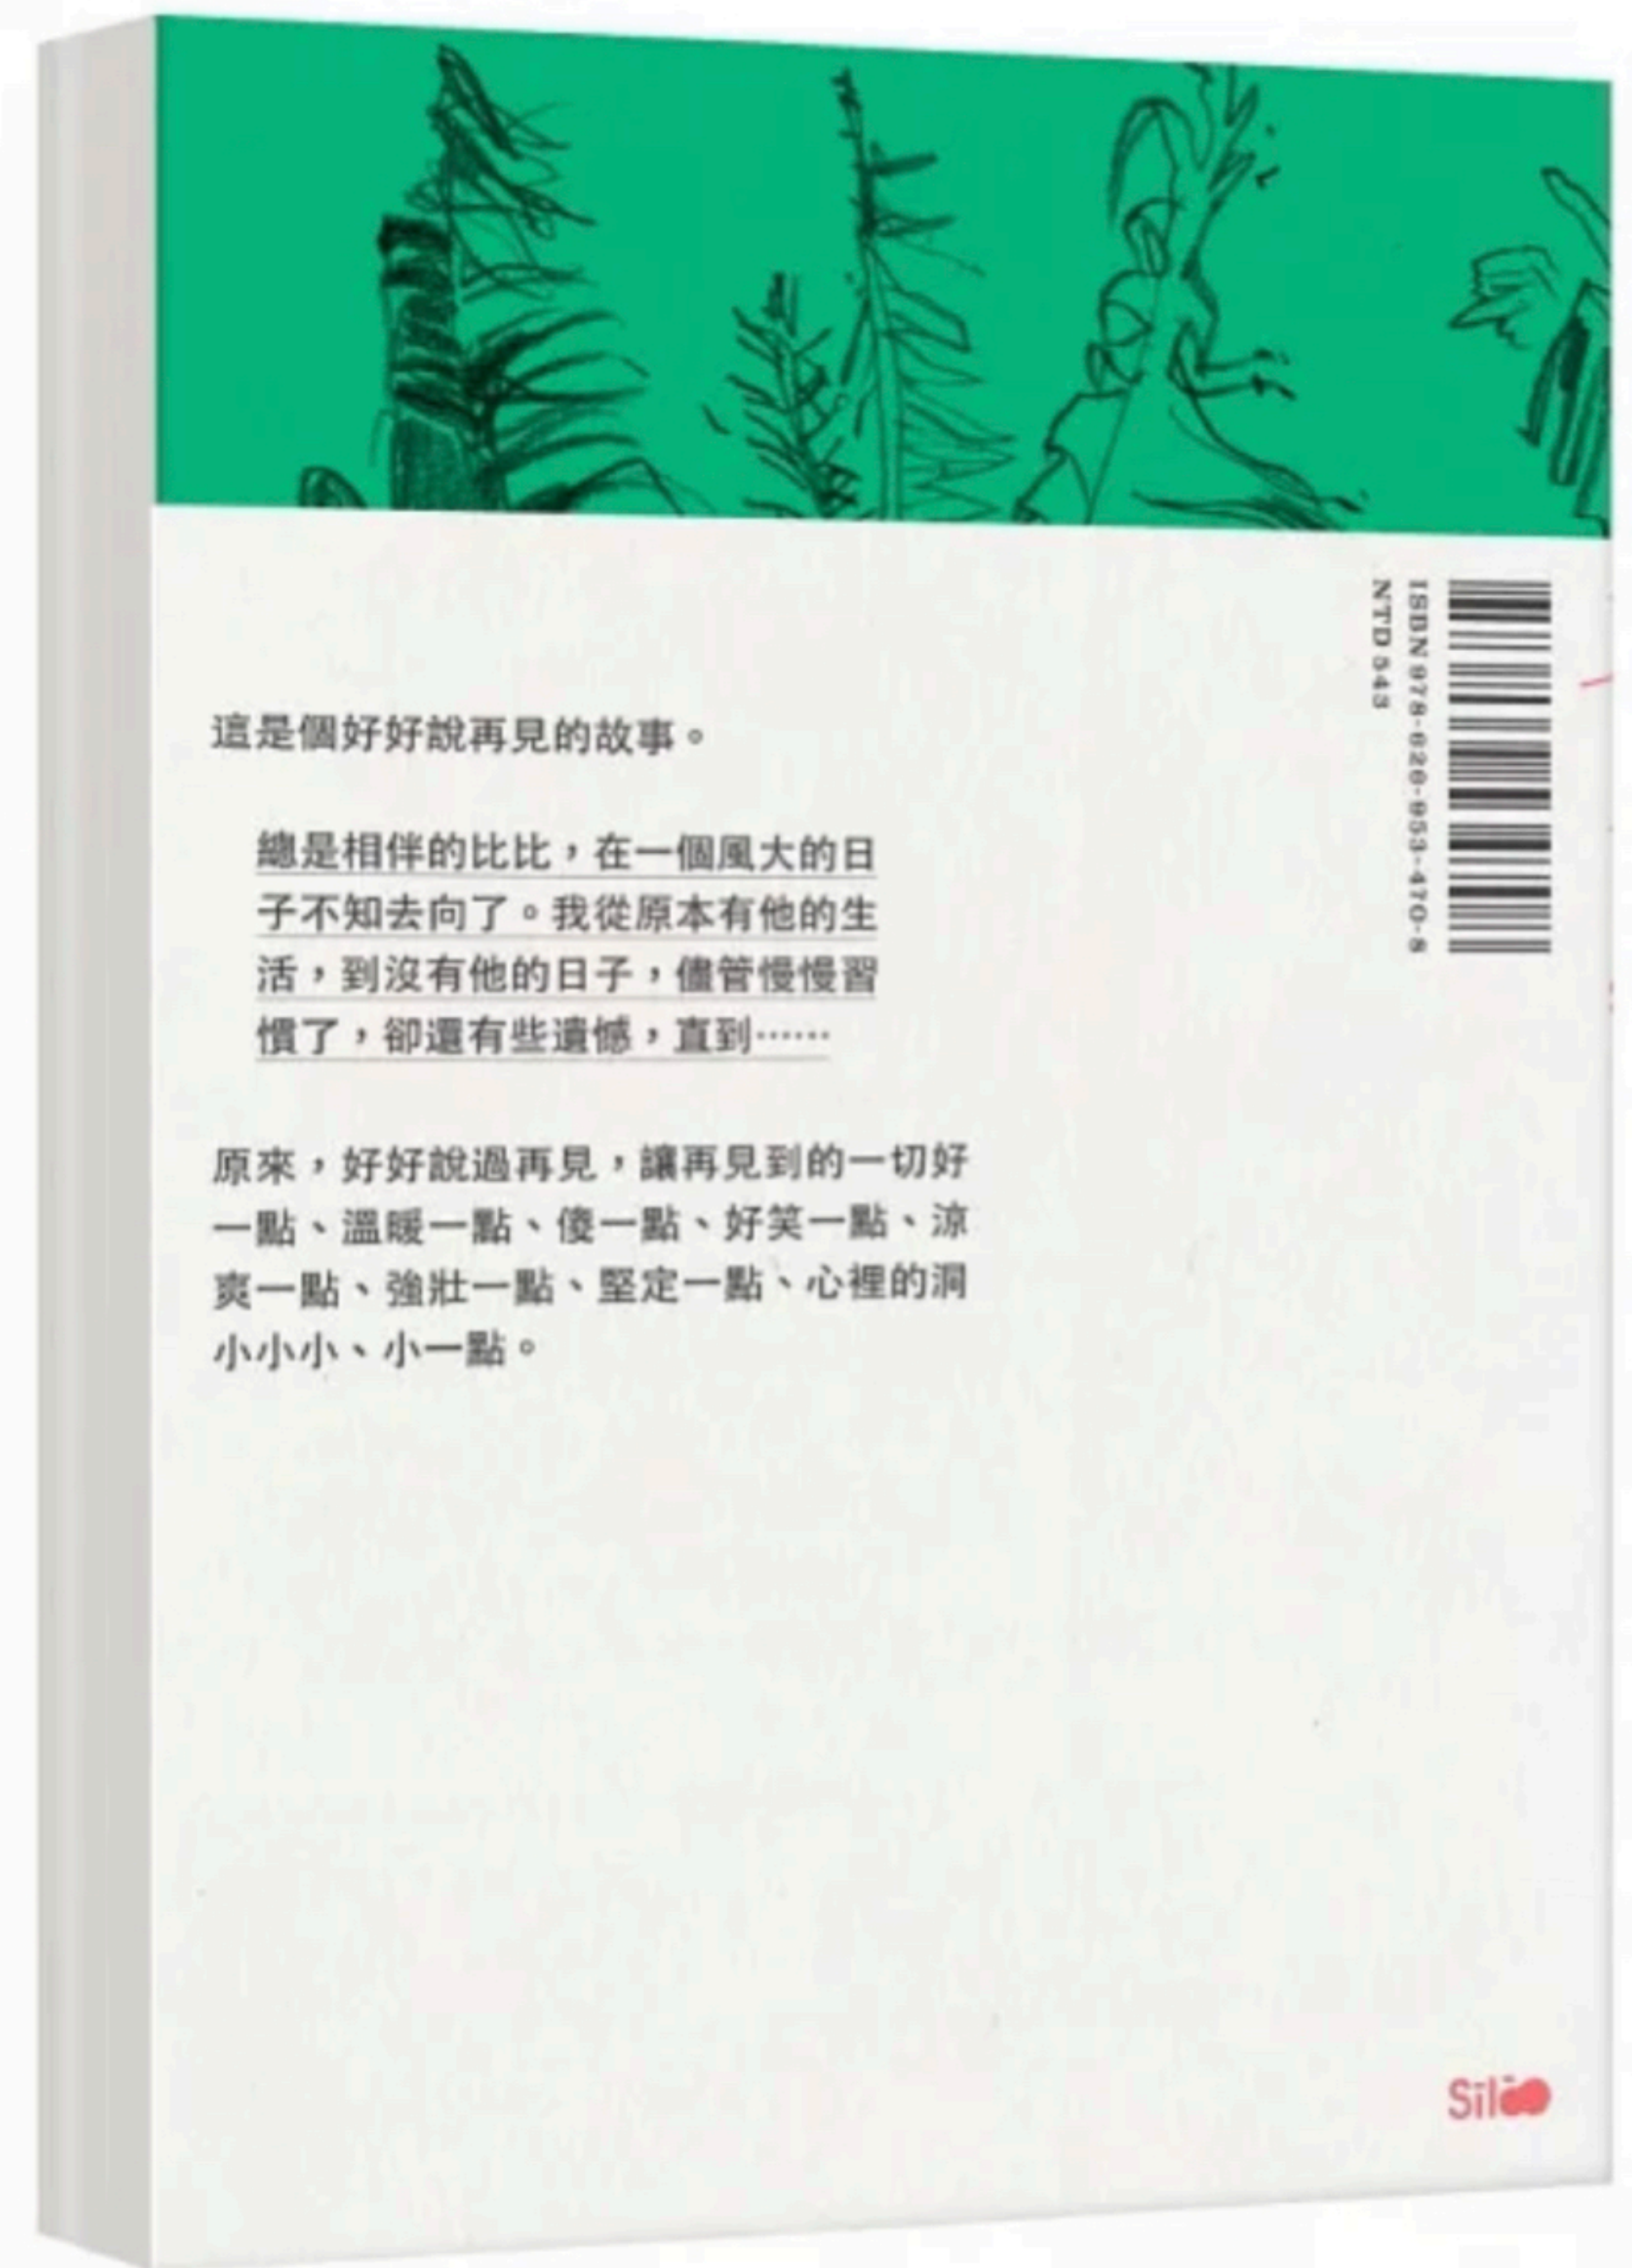 這是個好好說再見的故事。
總是相伴的比比，在一個風大的日
子不知去向了。我從原本有他的生
活，到沒有他的日子，儘管慢慢習
慣了，卻還有些遺憾，直到……
原來，好好說過再見，讓再見到的一切好
一點、溫暖一點、傻一點、好笑一點、涼
爽一點、強壯一點、堅定一點、心裡的洞
小小小、小一點。
ISBN 978-626-953-470-8
NTD 543